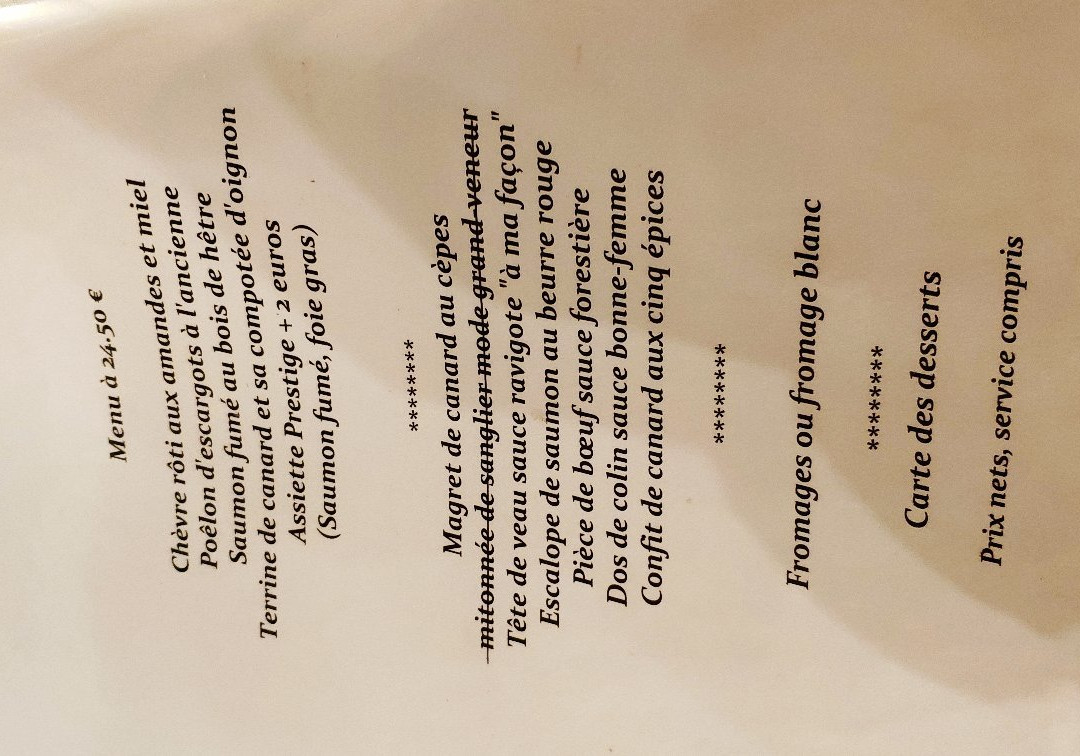 Menu à 24.50 €
Chèvre rôti aux amandes et miel
Poêlon d'escargots à l'ancienne
Saumon fumé au bois de hêtre
Terrine de canard et sa compotée d'oignon
Assiette Prestige + 2 euros
(Saumon fumé, foie gras)
********
Magret de canard au cèpes
mitonnée de sanglier mode grand veneur
Tête de veau sauce ravigote "à ma façon"
Escalope de saumon au beurre rouge
Pièce de bœuf sauce forestière
Dos de colin sauce bonne-femme
Confit de canard aux cinq épices
********
Fromages ou fromage blanc
********
Carte des desserts
Prix nets, service compris